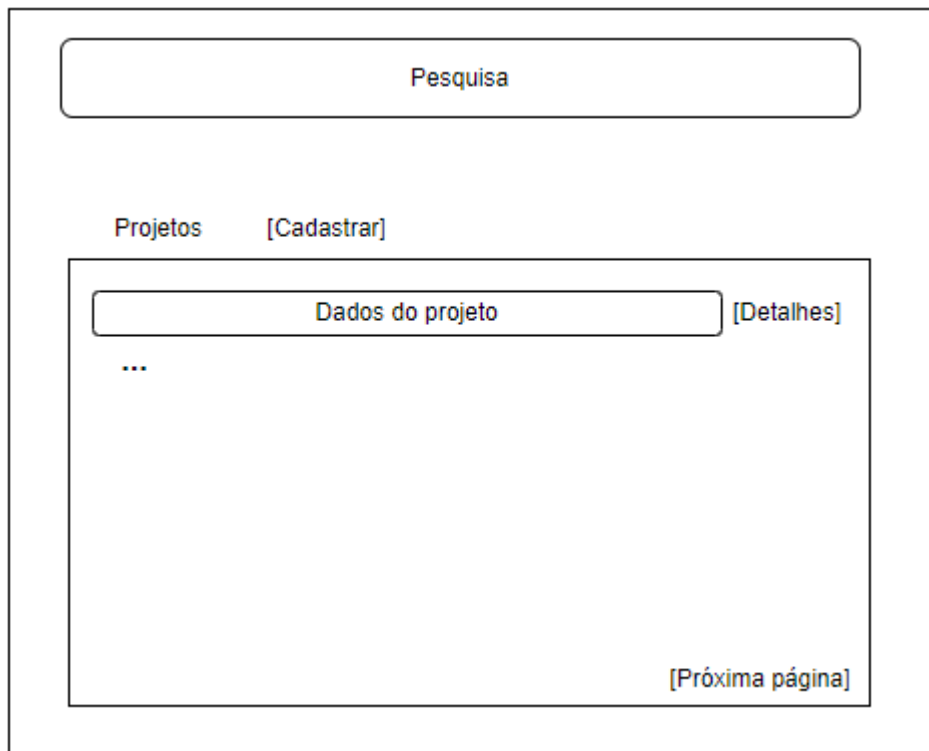 Pesquisa
Projetos [Cadastrar]
Dados do projeto [Detalhes]
...
[Próxima página]